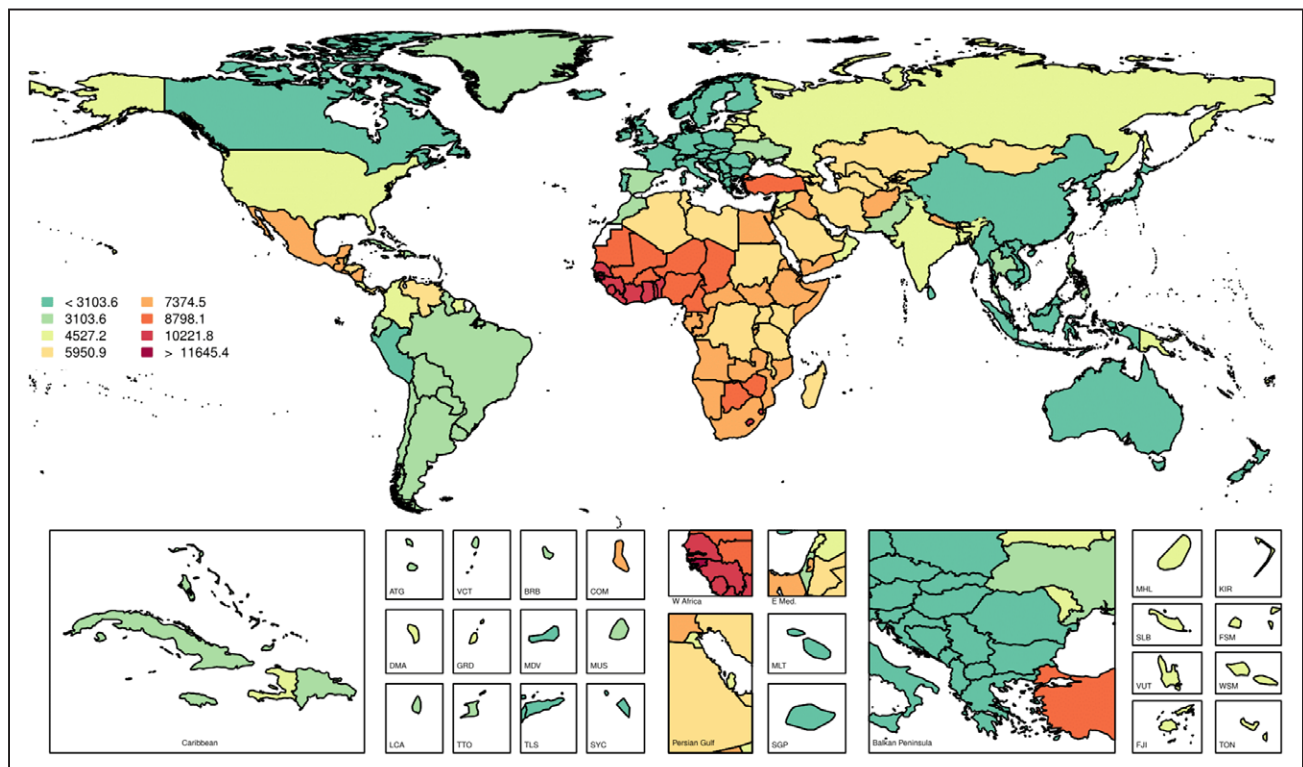 < 3103.6
3103.6
4527.2
5950.9
7374.5
8798.1
10221.8
> 11645.4
Caribbean
ATG
VCT
BRB
COM
DMA
GRD
MDV
MUS
LCA
TTO
TLS
SYC
W Africa
E Med.
Persian Gulf
MLT
SGP
Balkan Peninsula
MHL
KIR
SLB
FSM
VUT
WSM
FJI
TON